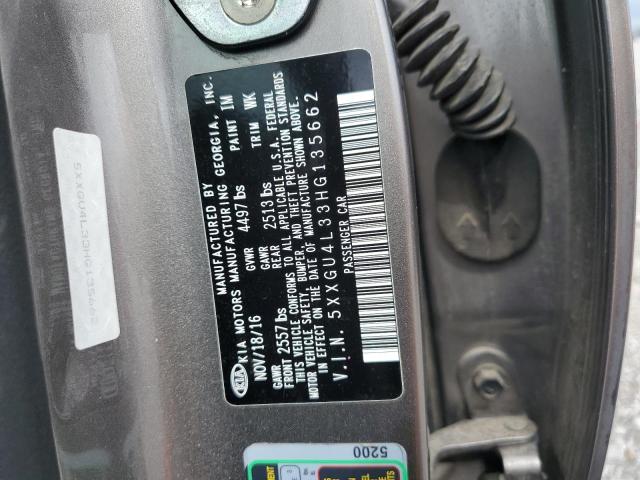 KIA
MANUFACTURED BY
KIA MOTORS MANUFACTURING GEORGIA, INC.
NOV/18/16 GVWR 4497 lbs PAINT IM
GAWR FRONT 2557 lbs GAWR REAR 2513 lbs TRIM WK
THIS VEHICLE CONFORMS TO ALL APPLICABLE U.S.A. FEDERAL
MOTOR VEHICLE SAFETY, BUMPER, AND THEFT PREVENTION STANDARDS
IN EFFECT ON THE DATE OF MANUFACTURE SHOWN ABOVE.
V.I.N. 5XXGU4L33HG135662
PASSENGER CAR
5XXGU4L33HG135662
5200